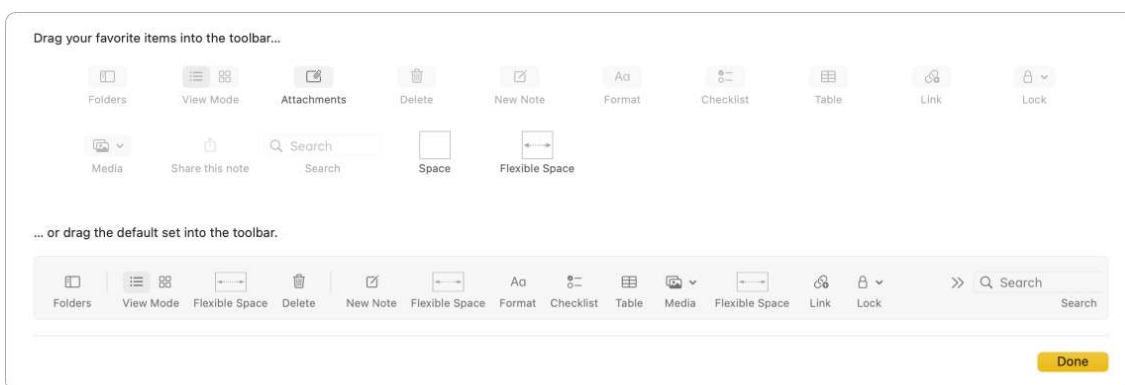 Drag your favorite items into the toolbar...
Aα
Folders View Mode Attachments Delete New Note Format Checklist Table Link Lock
Search
Media Share this note Search Space Flexible Space
... or drag the default set into the toolbar.
Aα Search
Folders View Mode Flexible Space Delete New Note Flexible Space Format Checklist Table Media Flexible Space Link Lock Search
Done